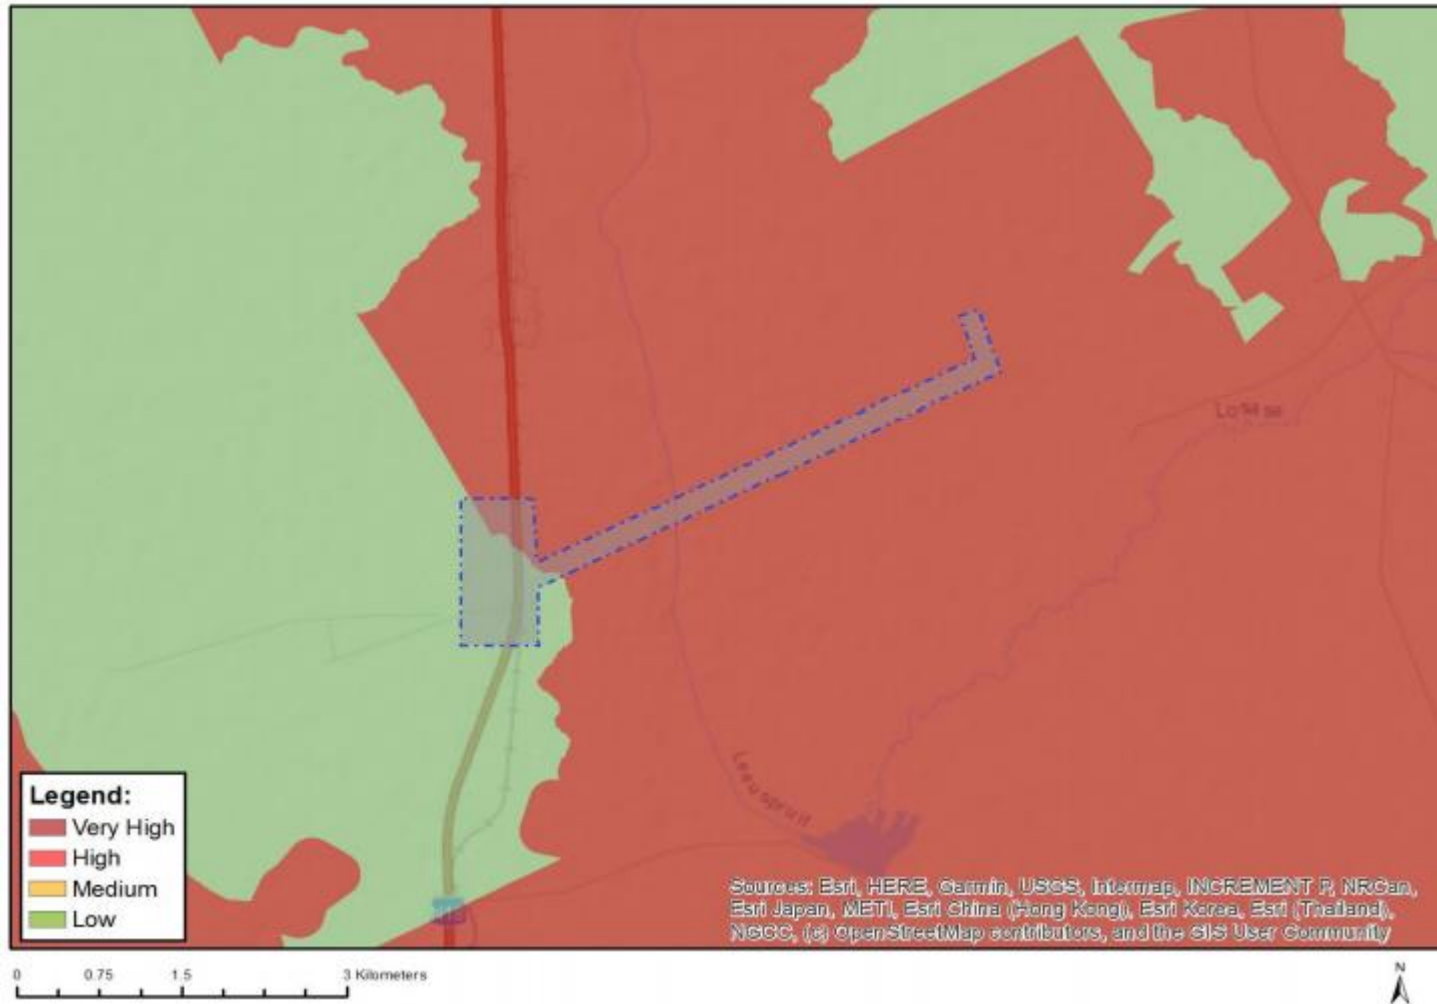 Leeuspruit
Legend:
Very High
High
Medium
Low
Sources: Esri, HERE, Garmin, USGS, Intermap, INCREMENT P, NRCan,
Esri Japan, METI, Esri China (Hong Kong), Esri Korea, Esri (Thailand),
NGCC, (c) OpenStreetMap contributors, and the GIS User Community
0 0.75 1.5 3 Kilometers
N